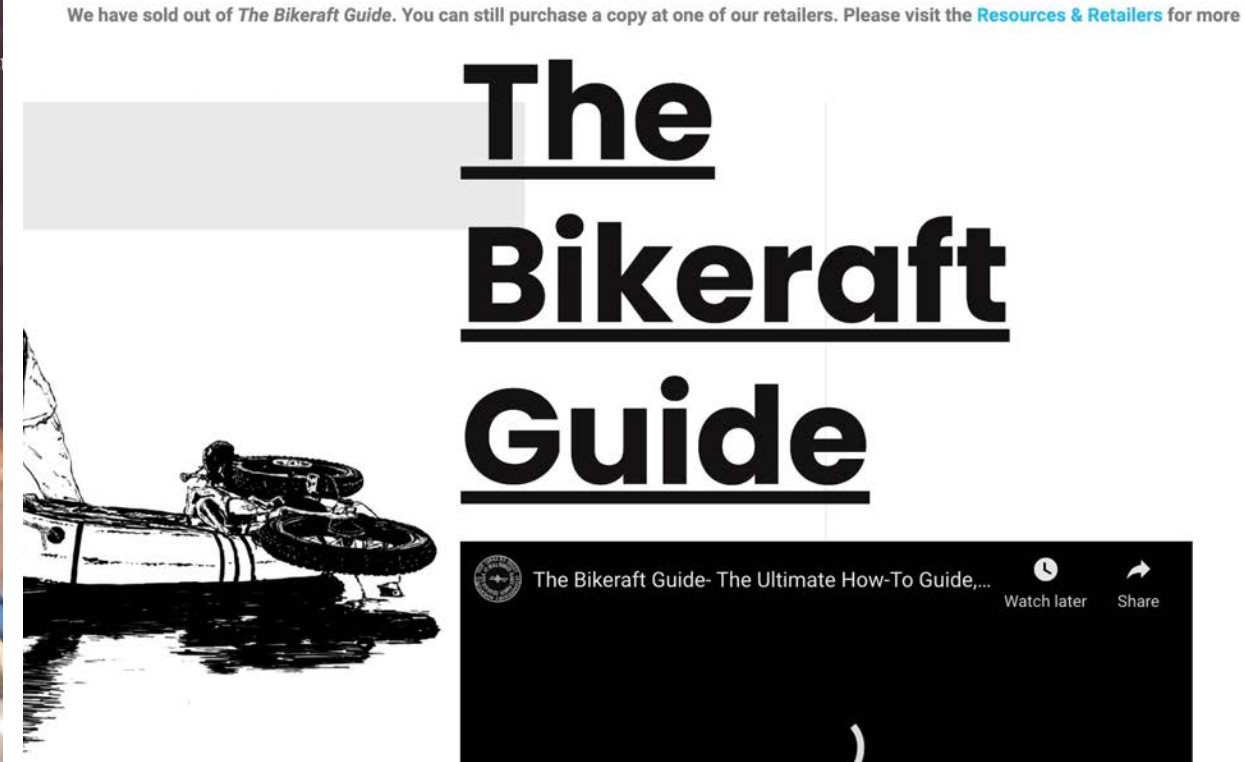 We have sold out of The Bikeraft Guide. You can still purchase a copy at one of our retailers. Please visit the Resources & Retailers for more
The
Bikeraft
Guide
The Bikeraft Guide- The Ultimate How-To Guide,...
Watch later
Share